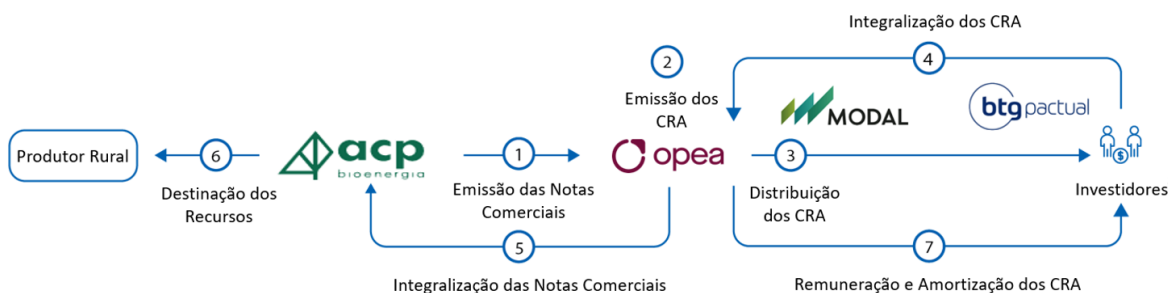 Integralização dos CRA
4
2
Emissão dos
CRA
MODAL
btg pactual
Produtor Rural
6
acp
bioenergia
1
opea
3
$
Destinação dos
Recursos
Emissão das Notas
Comerciais
Distribuição
dos CRA
Investidores
5
7
Integralização das Notas Comerciais
Remuneração e Amortização dos CRA